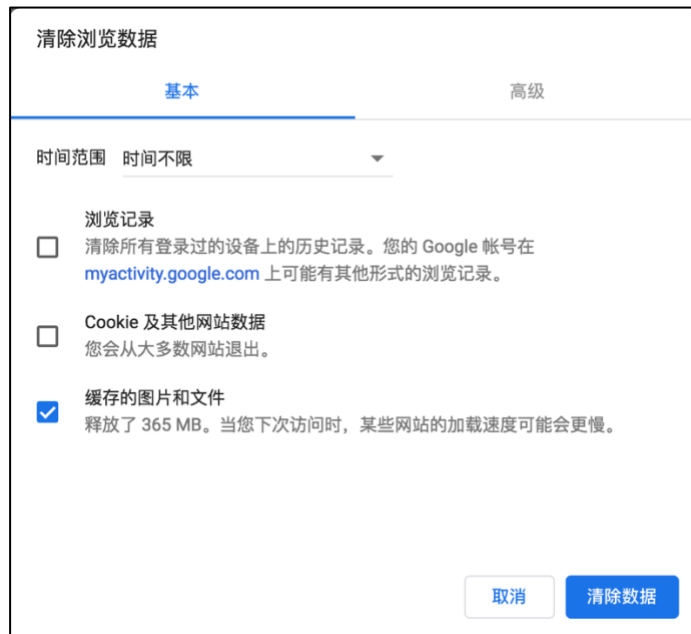 清除浏览数据
基本
高级
时间范围 时间不限
浏览记录
清除所有登录过的设备上的历史记录。您的 Google 帐号在
myactivity.google.com 上可能有其他形式的浏览记录。
Cookie 及其他网站数据
您会从大多数网站退出。
缓存的图片和文件
释放了 365 MB。当您下次访问时，某些网站的加载速度可能会更慢。
取消
清除数据